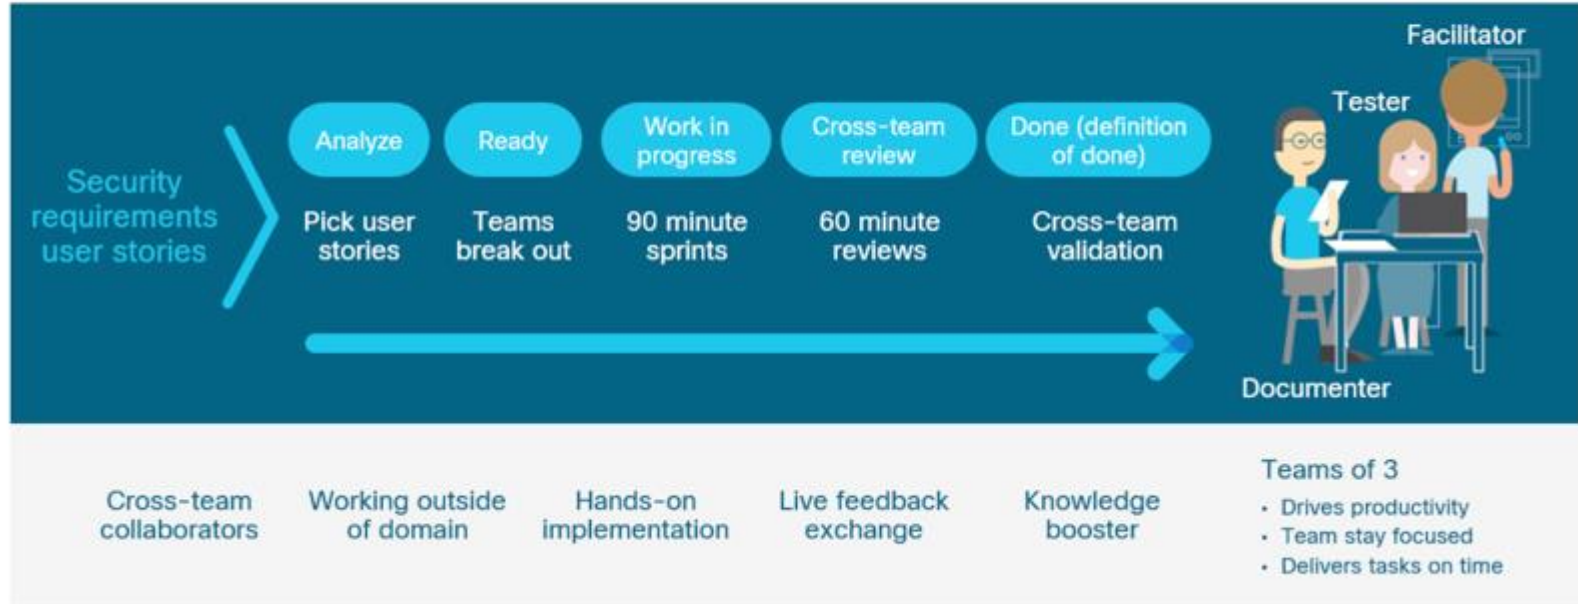 Facilitator
Tester
Security
requirements
user stories
Analyze
Ready
Work in
progress
Cross-team
review
Done (definition
of done)
Pick user
stories
Teams
break out
90 minute
sprints
60 minute
reviews
Cross-team
validation
Documenter
Cross-team
collaborators
Working outside
of domain
Hands-on
implementation
Live feedback
exchange
Knowledge
booster
Teams of 3
• Drives productivity
• Team stay focused
• Delivers tasks on time